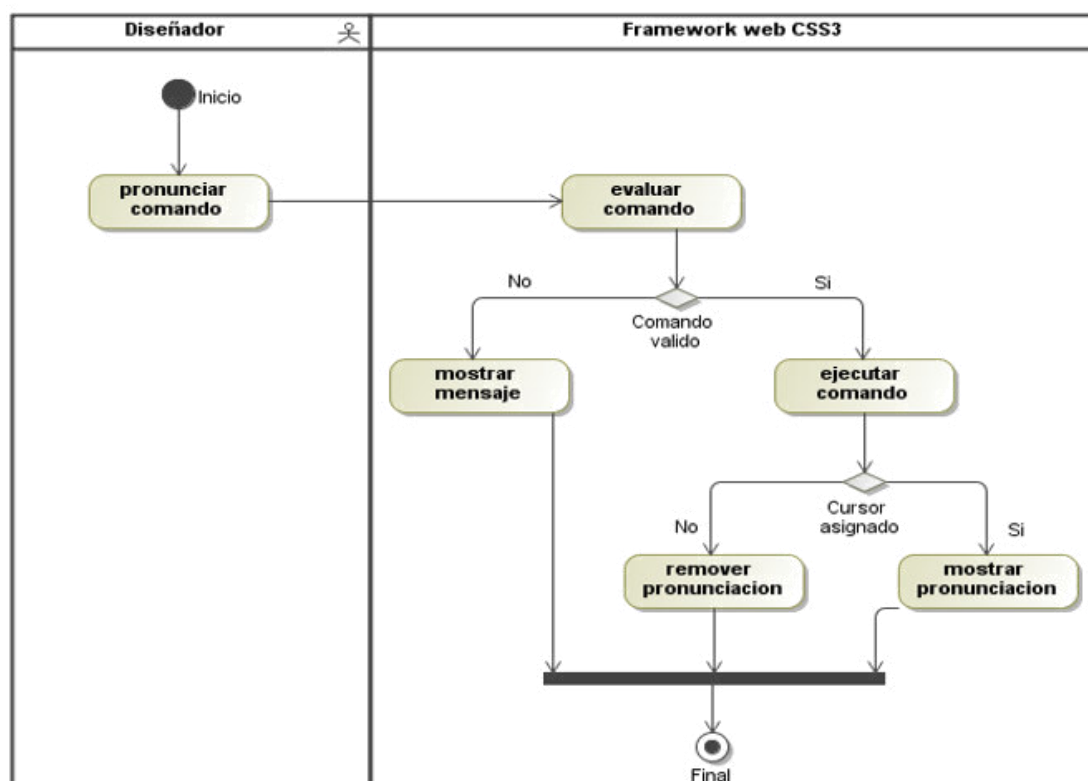 Diseñador
Framework web CSS3
Inicio
pronunciar
comando
evaluar
comando
No
Si
Comando
valido
mostrar
mensaje
ejecutar
comando
Cursor
asignado
No
Si
remover
pronunciacion
mostrar
pronunciacion
Final